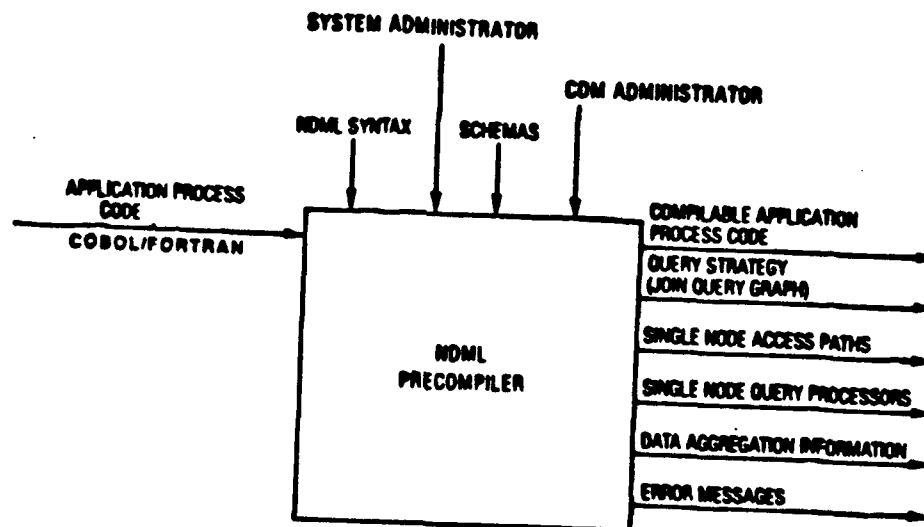 SYSTEM ADMINISTRATOR
CDM ADMINISTRATOR
NDML SYNTAX
SCHEMAS
APPLICATION PROCESS
CODE
COBOL/FORTRAN
NDML
PRECOMPILER
COMPILABLE APPLICATION
PROCESS CODE
QUERY STRATEGY
(JOIN QUERY GRAPH)
SINGLE NODE ACCESS PATHS
SINGLE NODE QUERY PROCESSORS
DATA AGGREGATION INFORMATION
ERROR MESSAGES